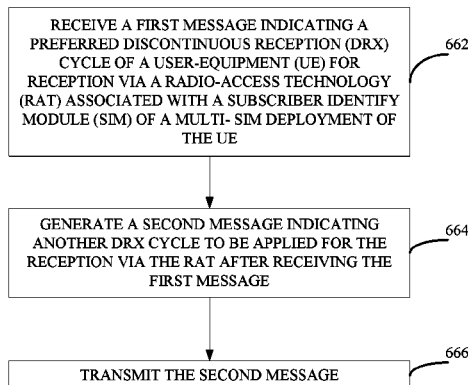 RECEIVE A FIRST MESSAGE INDICATING A
PREFERRED DISCONTINUOUS RECEPTION (DRX)
CYCLE OF A USER-EQUIPMENT (UE) FOR
RECEPTION VIA A RADIO-ACCESS TECHNOLOGY
(RAT) ASSOCIATED WITH A SUBSCRIBER IDENTIFY
MODULE (SIM) OF A MULTI- SIM DEPLOYMENT OF
THE UE
662
GENERATE A SECOND MESSAGE INDICATING
ANOTHER DRX CYCLE TO BE APPLIED FOR THE
RECEPTION VIA THE RAT AFTER RECEIVING THE
FIRST MESSAGE
664
TRANSMIT THE SECOND MESSAGE
666